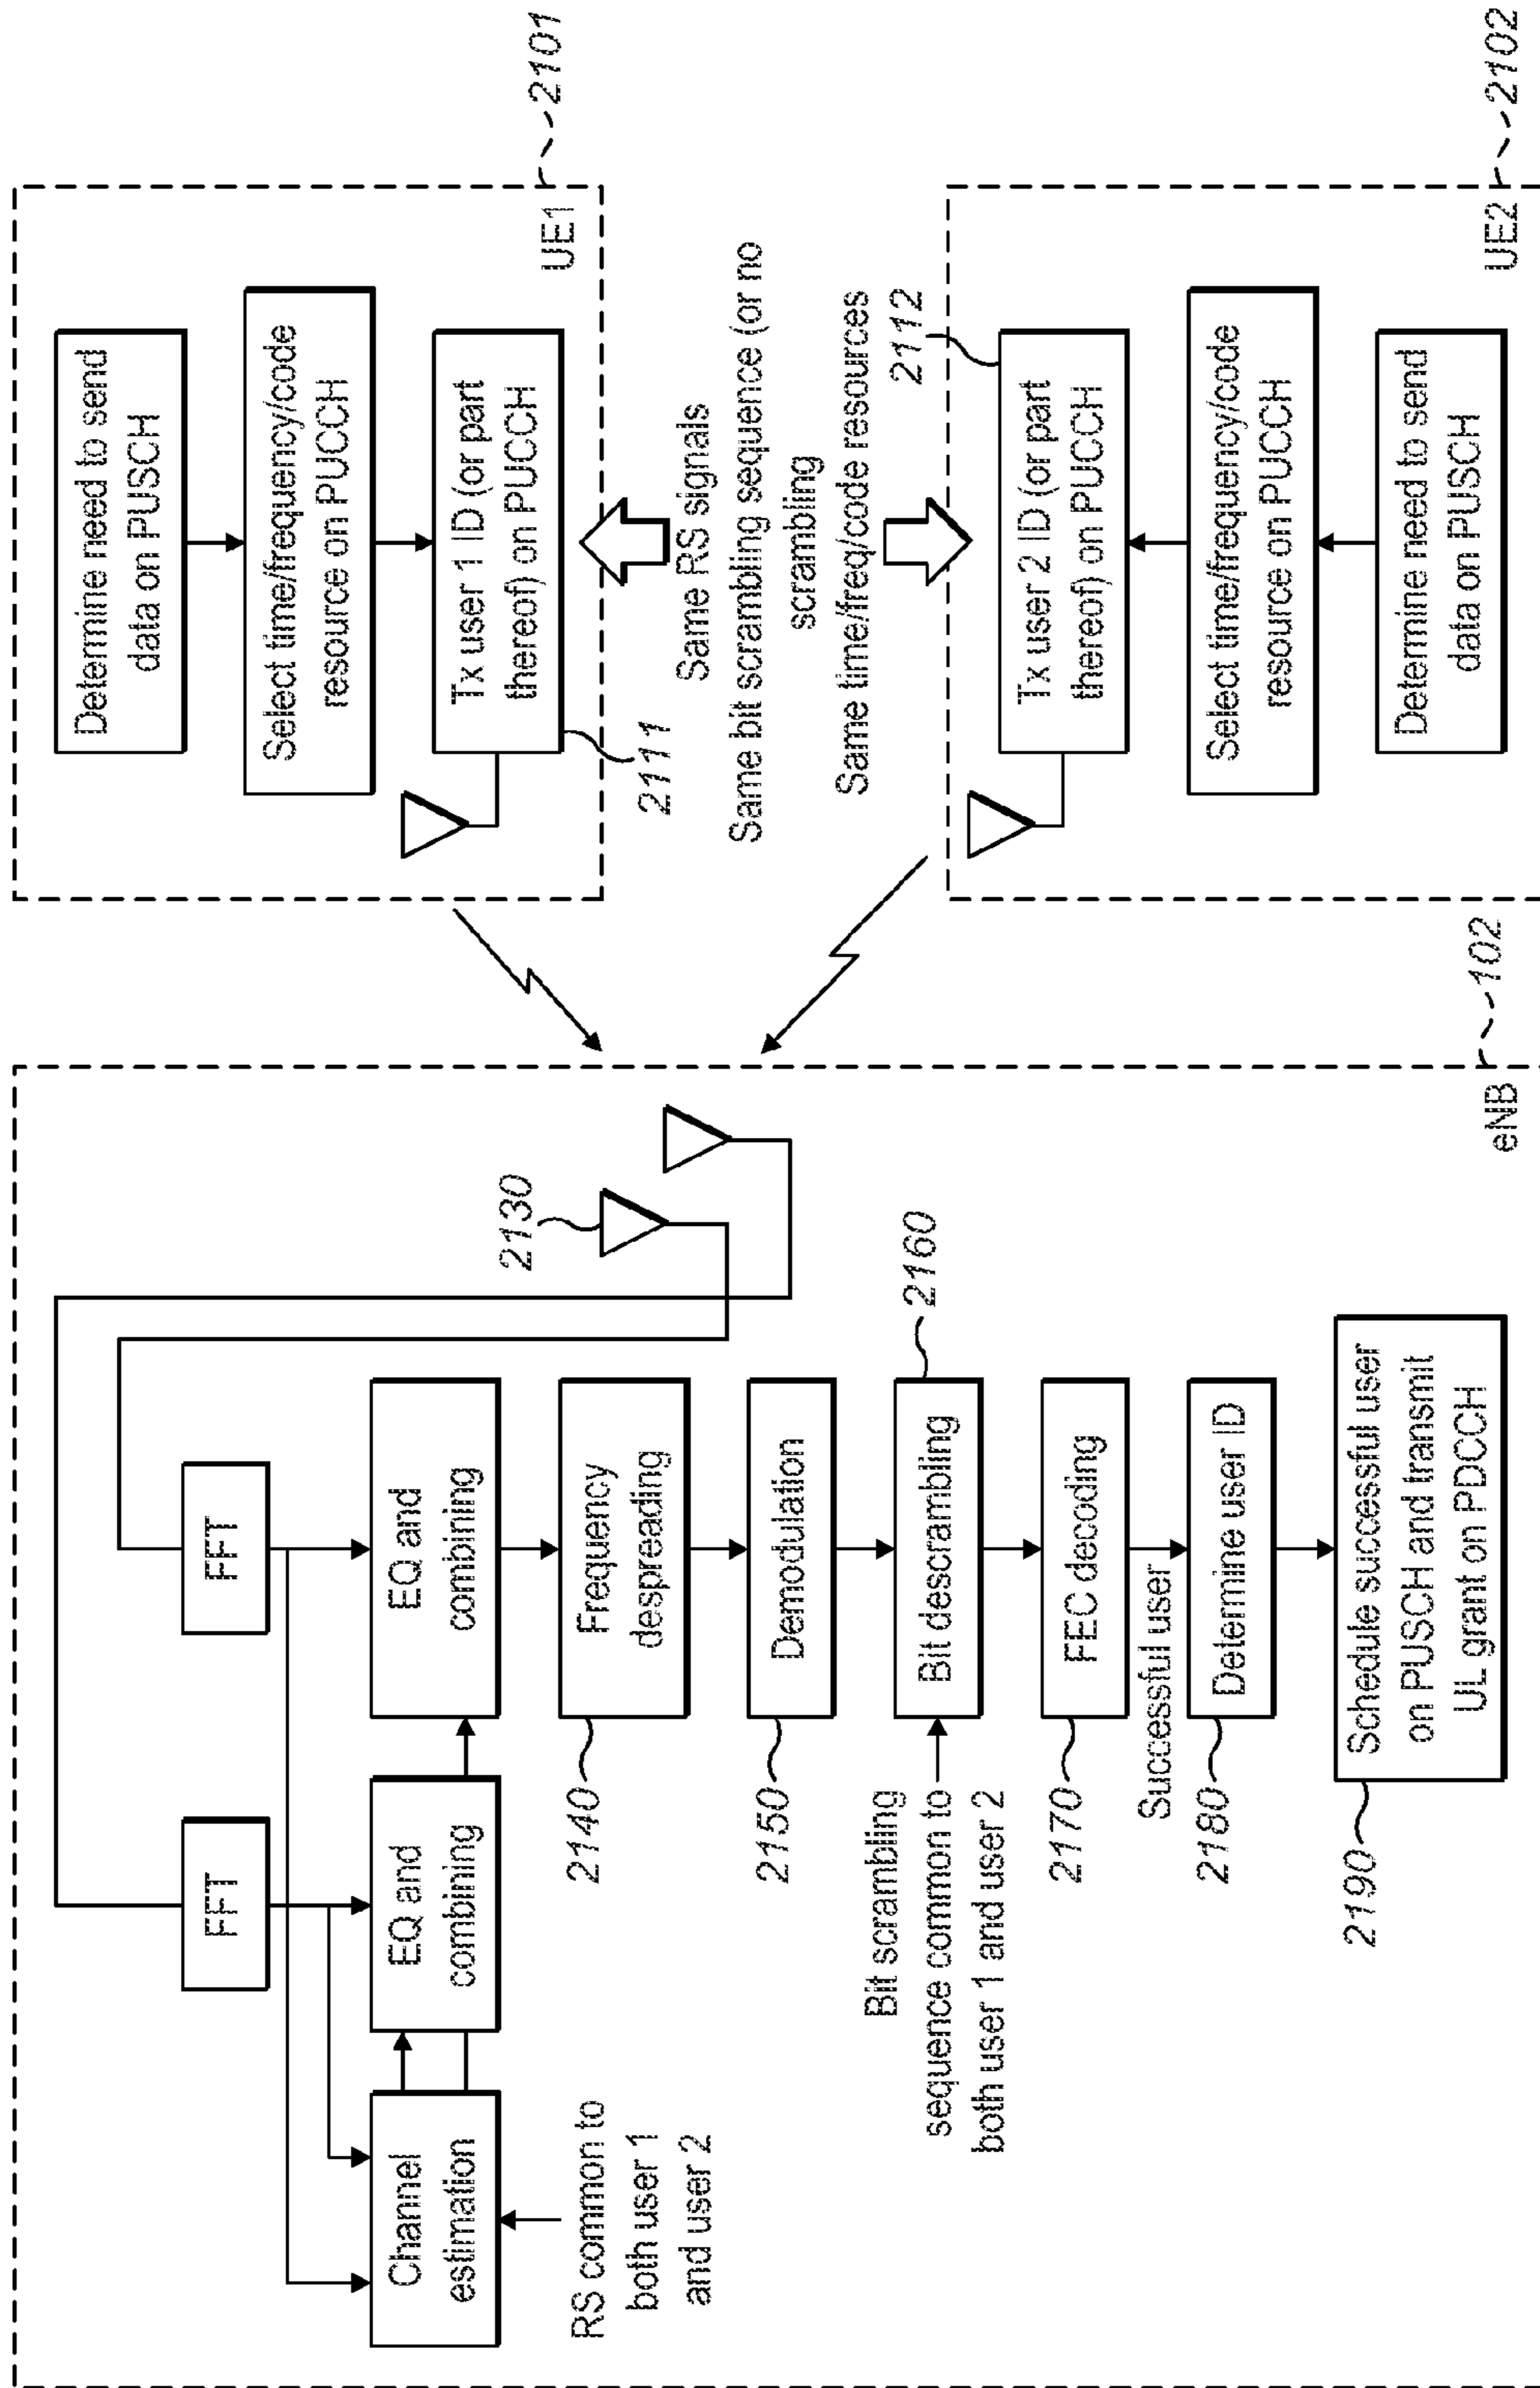 FFT
FFT
Channel
estimation
EQ and
combining
EQ and
combining
RS common to
both user 1
and user 2
2130
2140
Frequency
despreading
2150
Demodulation
Bit scrambling
sequence common to
both user 1 and user 2
Bit descrambling
2160
2170
FEC decoding
Successful user
2180
Determine user ID
2190
Schedule successful user
on PUSCH and transmit
UL grant on PDCCH
eNB
102
Determine need to send
data on PUSCH
Select time/frequency/code
resource on PUCCH
Tx user 1 ID (or part
thereof) on PUCCH
UE1
2101
2111
Same RS signals
Same bit scrambling sequence (or no
scrambling
Same time/freq/code resources
2112
Tx user 2 ID (or part
thereof) on PUCCH
Select time/frequency/code
resource on PUCCH
Determine need to send
data on PUSCH
UE2
2102